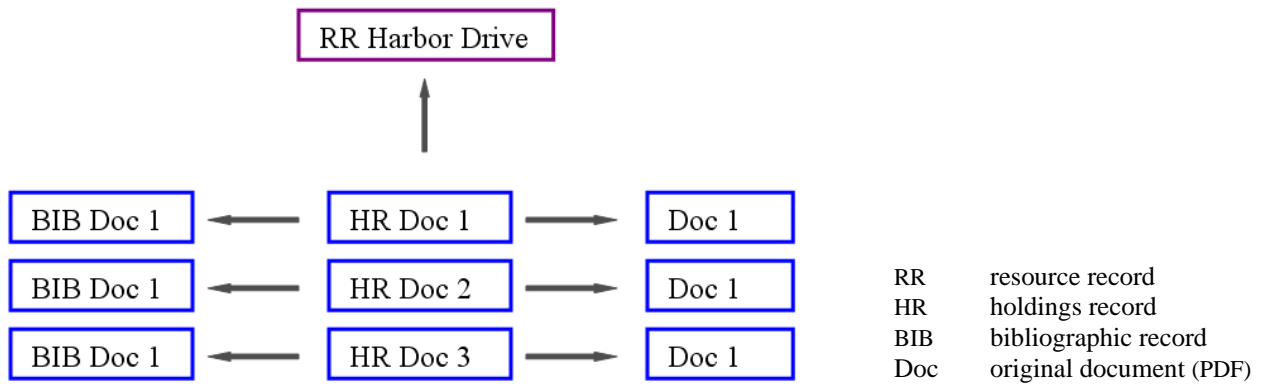 RR Harbor Drive
BIB Doc 1 HR Doc 1 Doc 1
BIB Doc 1 HR Doc 2 Doc 1
BIB Doc 1 HR Doc 3 Doc 1
RR resource record
HR holdings record
BIB bibliographic record
Doc original document (PDF)